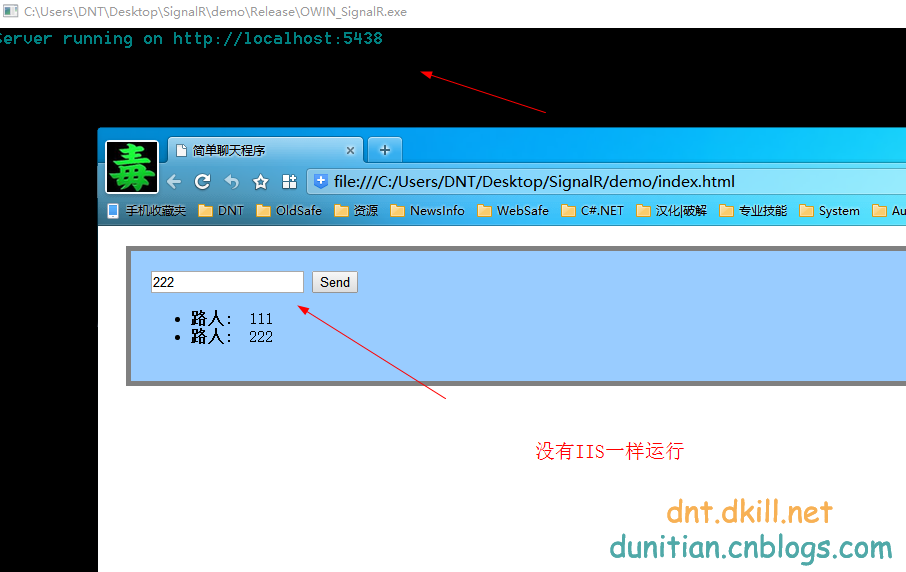 C:\Users\DNT\Desktop\SignalR\demo\Release\OWIN_SignalR.exe
Server running on http://localhost:5438
毒
简单聊天程序
file:///C:/Users/DNT/Desktop/SignalR/demo/index.html
手机收藏夹 DNT OldSafe 资源 NewsInfo WebSafe C#.NET 汉化|破解 专业技能 System Au
222 Send
路人: 111
路人: 222
没有IIS一样运行
dnt.dkill.net
dunitian.cnblogs.com